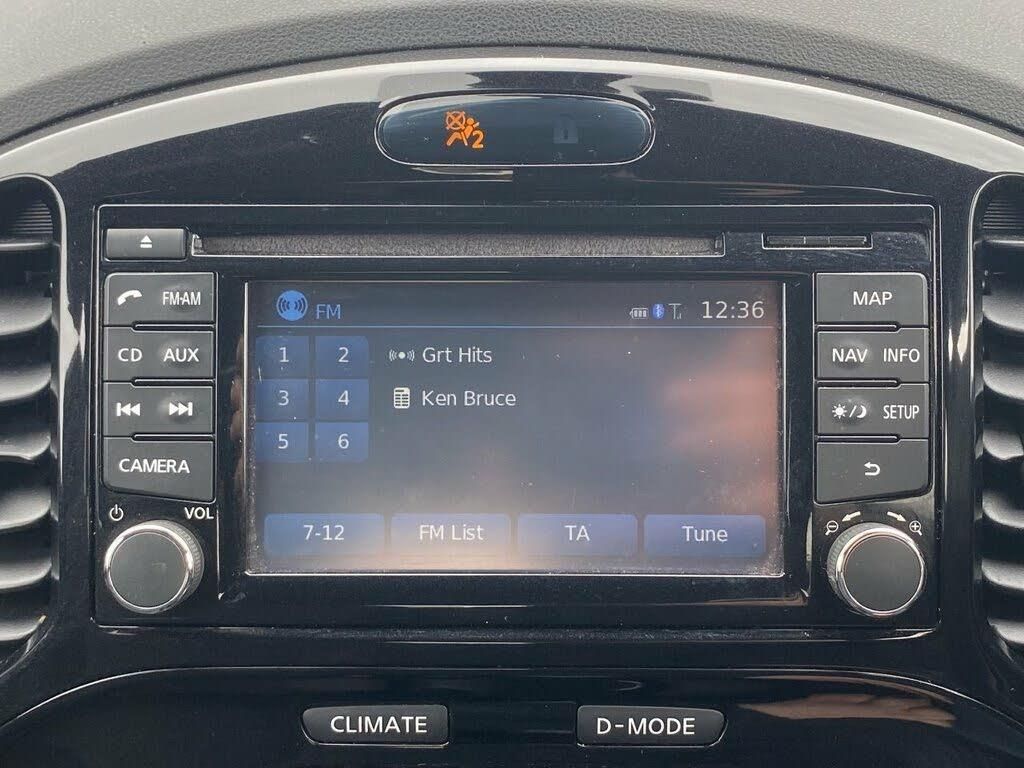 2
FM
12:36
FM·AM
MAP
1 2
Grt Hits
CD AUX
NAV INFO
3 4
Ken Bruce
SETUP
5 6
CAMERA
VOL
7-12
FM List
TA
Tune
CLIMATE
D-MODE